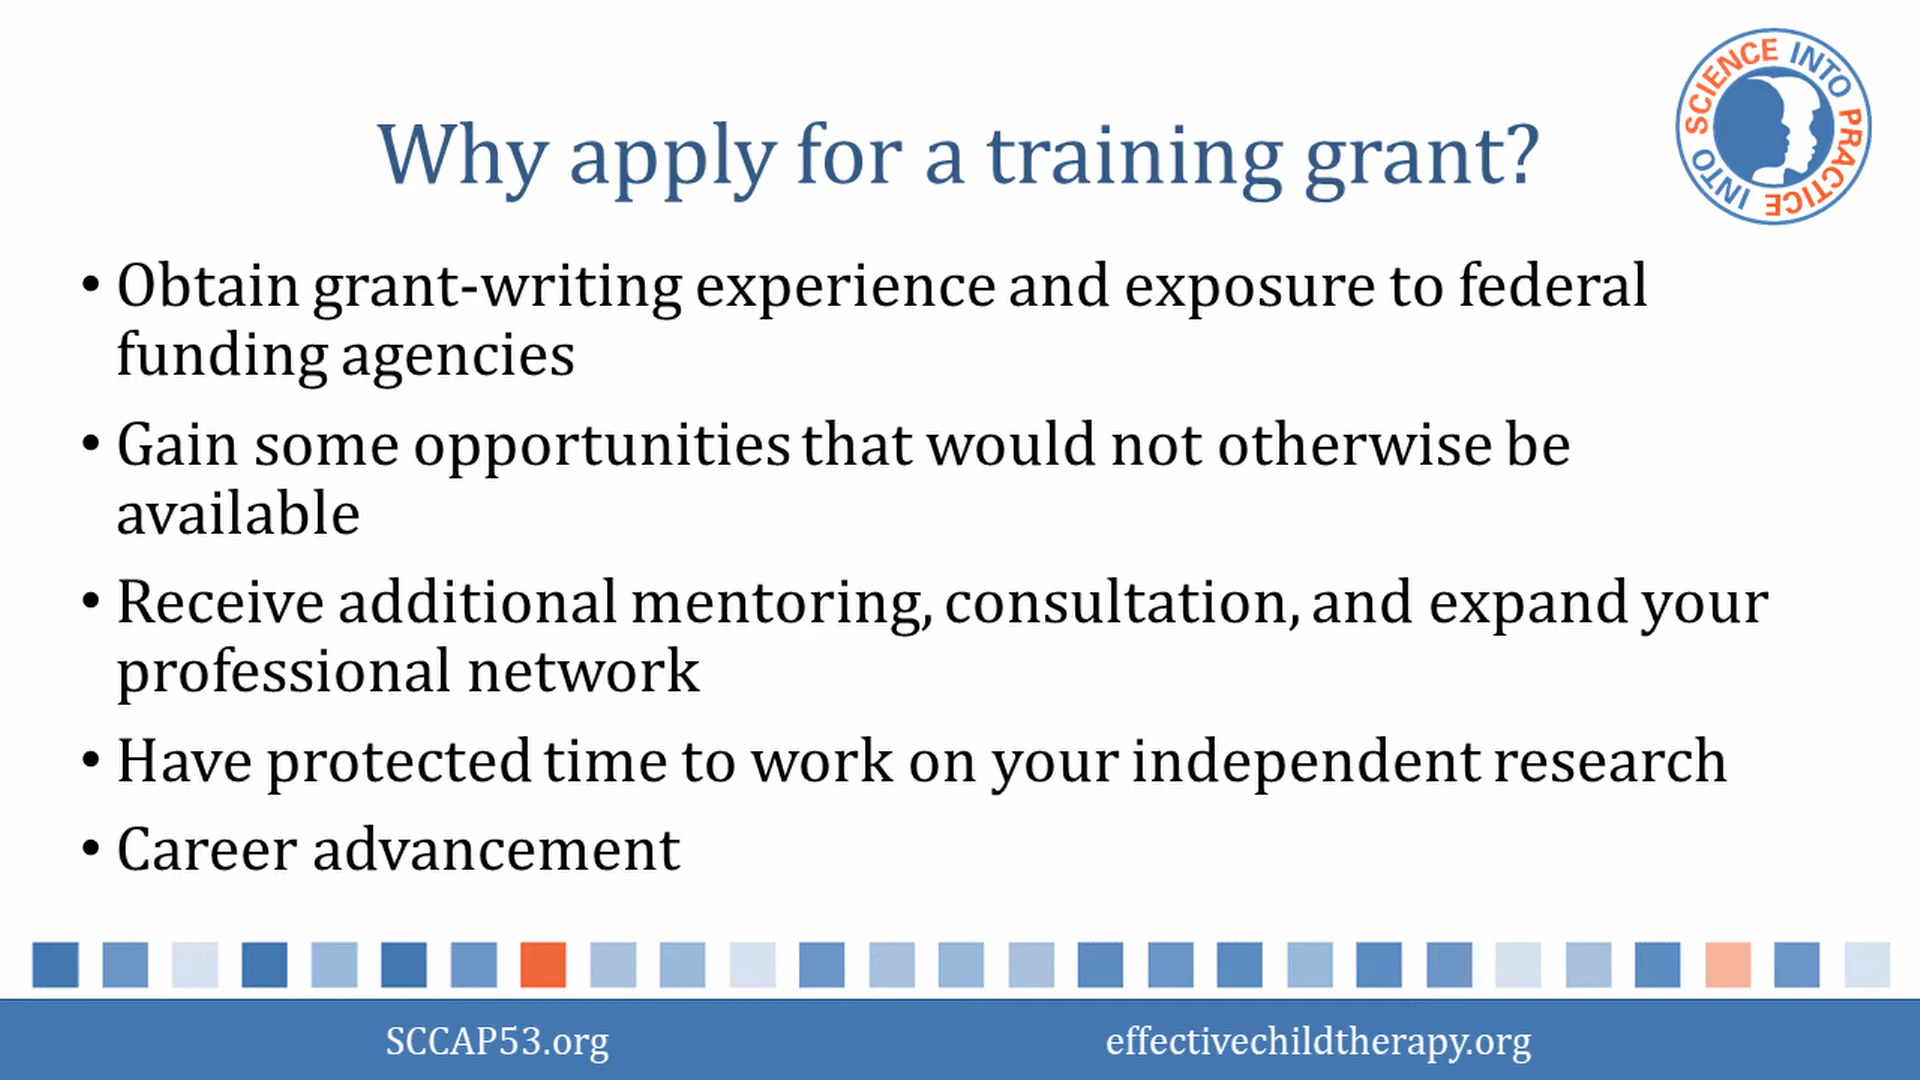 SCIENCE INTO PRACTICE INTO
Why apply for a training grant?
• Obtain grant-writing experience and exposure to federal
funding agencies
• Gain some opportunities that would not otherwise be
available
• Receive additional mentoring, consultation, and expand your
professional network
• Have protected time to work on your independent research
• Career advancement
SCCAP53.org
effectivechildtherapy.org